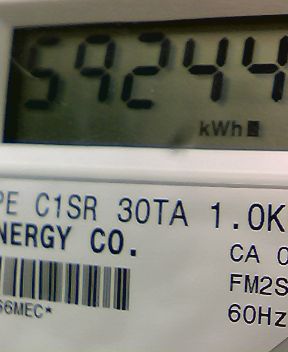 59244
kWh
PE C1SR 30TA 1.0K
NERGY CO.
CA 0
FM2S
66MEC*
60Hz